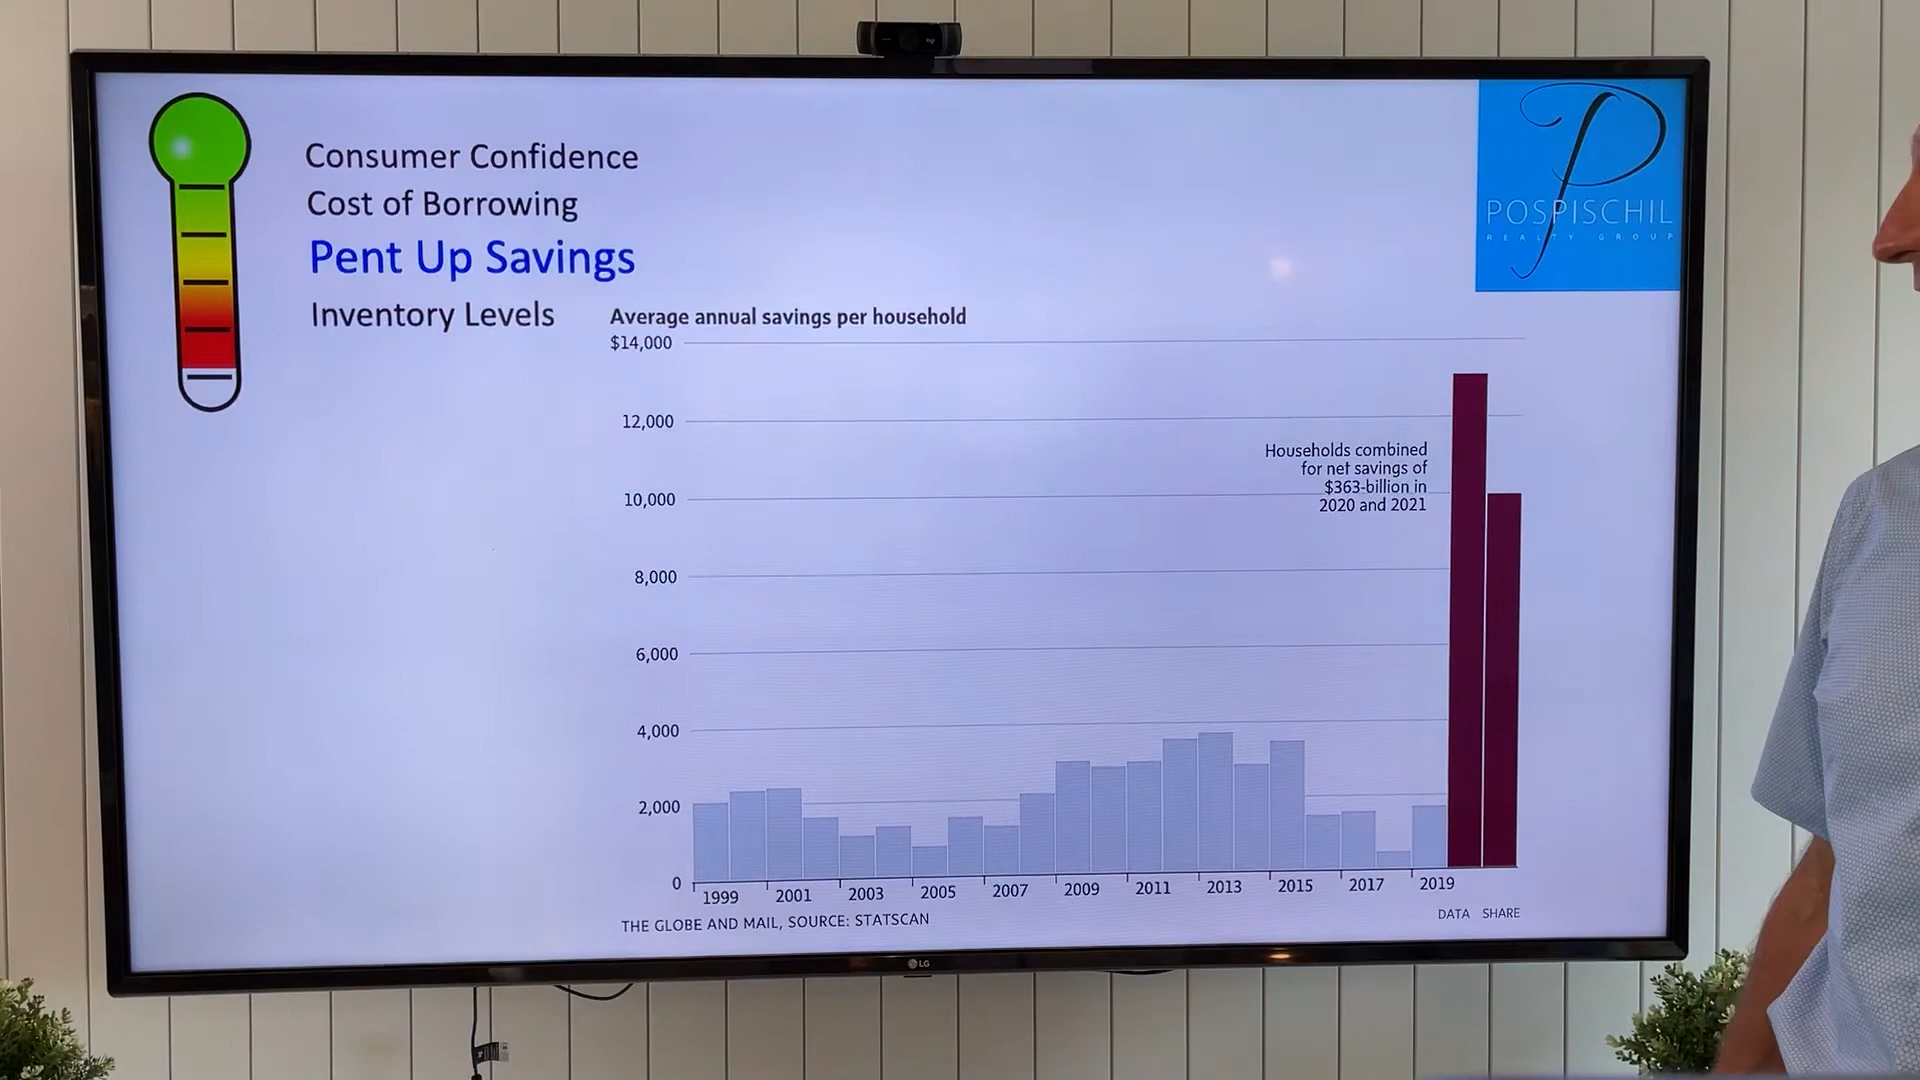 Consumer Confidence
Cost of Borrowing
Pent Up Savings
Inventory Levels
POSPISCHIL
REALTY GROUP
Average annual savings per household
$14,000
12,000
10,000
8,000
6,000
4,000
2,000
0
Households combined
for net savings of
$363-billion in
2020 and 2021
1999 2001 2003 2005 2007 2009 2011 2013 2015 2017 2019
THE GLOBE AND MAIL, SOURCE: STATSCAN
DATA SHARE
LG